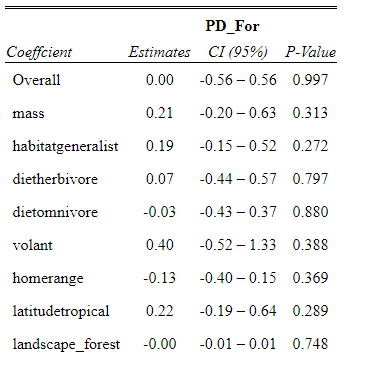 PD_For
Coeffcient Estimates CI (95%) P-Value
Overall 0.00 -0.56 – 0.56 0.997
mass 0.21 -0.20 – 0.63 0.313
habitatgeneralist 0.19 -0.15 – 0.52 0.272
dietherbivore 0.07 -0.44 – 0.57 0.797
dietomnivore -0.03 -0.43 – 0.37 0.880
volant 0.40 -0.52 – 1.33 0.388
homerange -0.13 -0.40 – 0.15 0.369
latitudetropical 0.22 -0.19 – 0.64 0.289
landscape_forest -0.00 -0.01 – 0.01 0.748